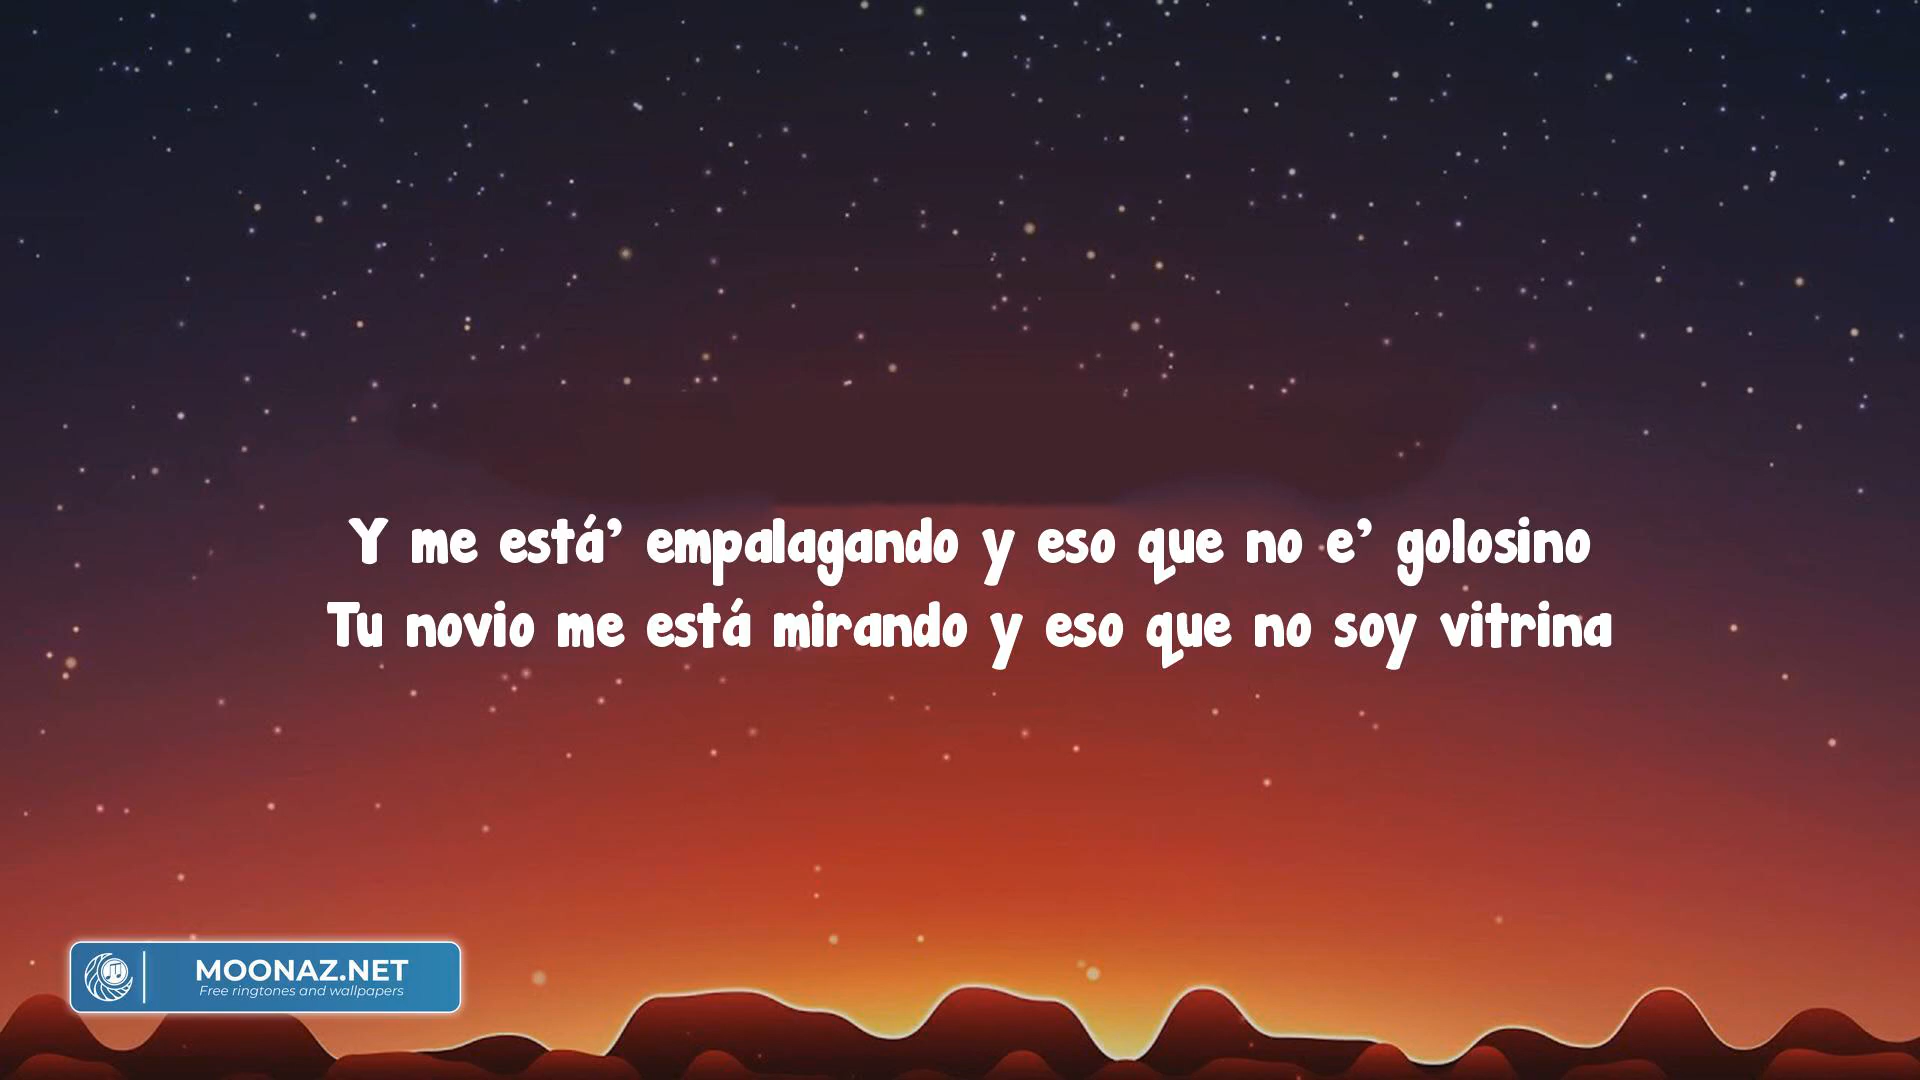 Y me está’ empalagando y eso que no e’ golosino
Tu novio me está mirando y eso que no soy vitrina
MOONAZ.NET
Free ringtones and wallpapers